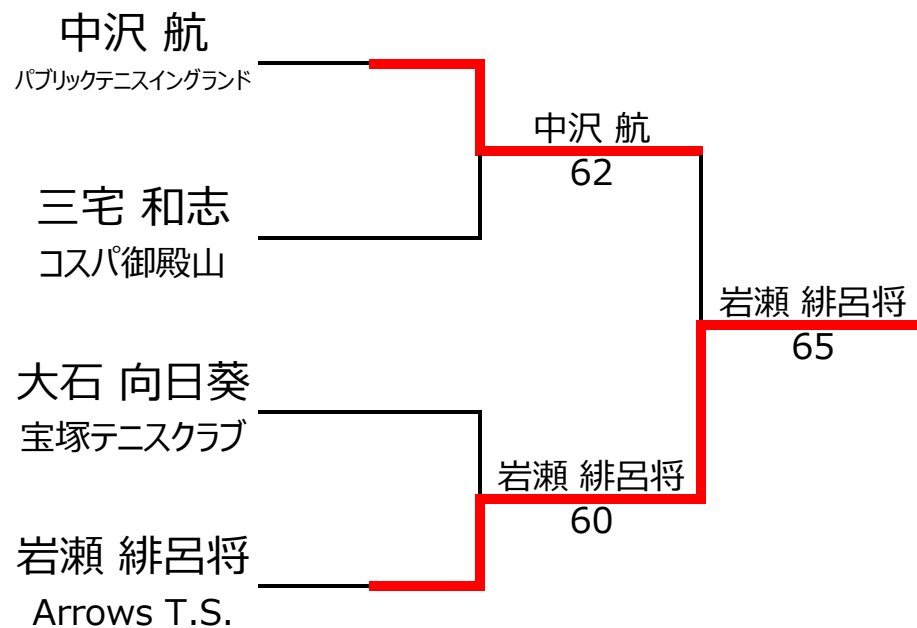 中沢 航
パブリックテニスイングランド
中沢 航
62
三宅 和志
コスパ御殿山
岩瀬 緋呂将
65
大石 向日葵
宝塚テニスクラブ
岩瀬 緋呂将
60
岩瀬 緋呂将
Arrows T.S.